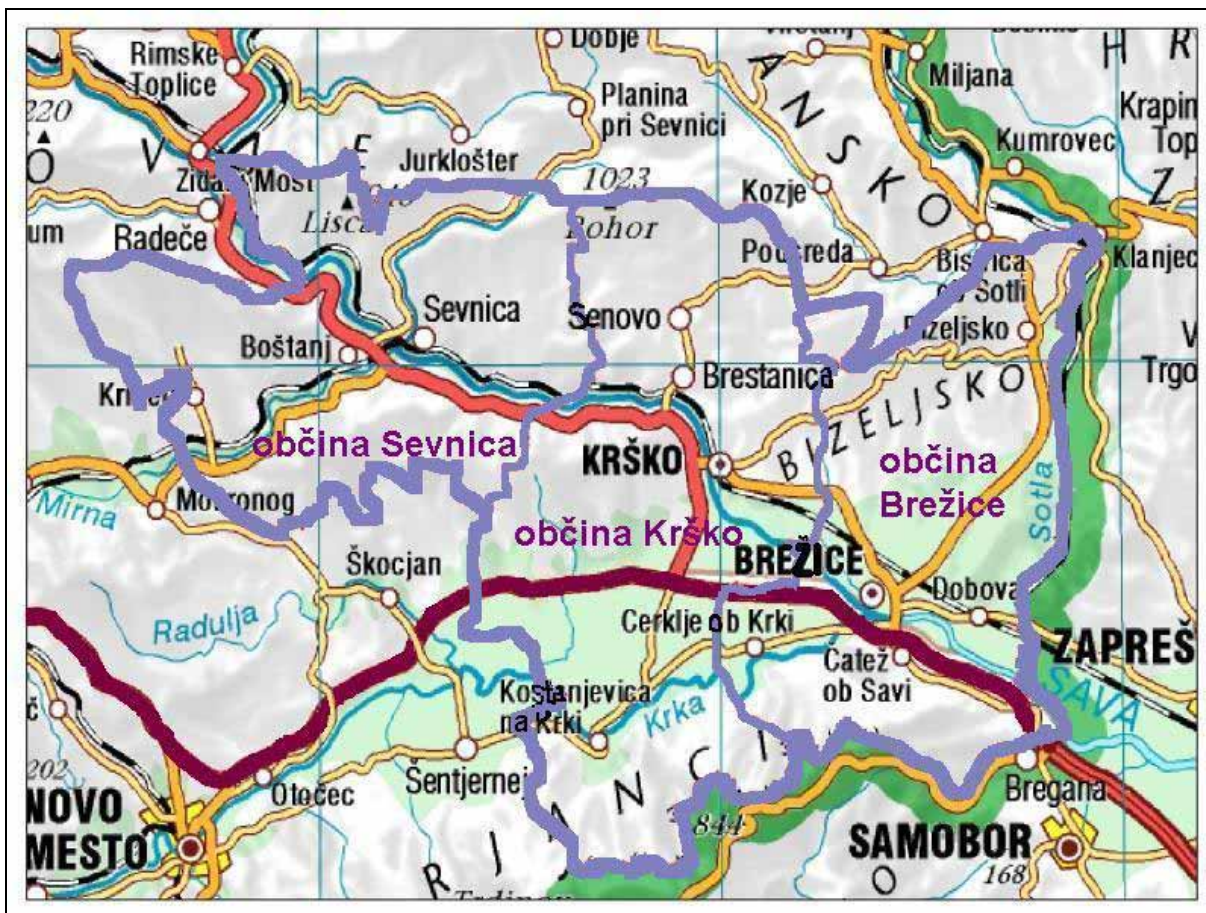 Rimske
Toplice
220
Dobje
Planina
pri Sevnici
Miljana
H R
Kumrovec
Krapin
Top
Z
A N S K O
O
V
E
Jurklošter
1023
Bohor
Kozje
Most
Radeče
um
Podsreda
Bistrica
ob Sotli
Klanjec
Sevnica
Senovo
Bizeljsko
Boštanj
Brestanica
V
Trgo
občina Sevnica
KRŠKO
BIZELJSKO
občina
Brežice
Sotla
Mirna
Mokronog
občina Krško
Škocjan
BREŽICE
Dobova
Radulja
Cerklje ob Krki
ZAPREŠ
Čatež
ob Savi
SAVA
Kostanjevica
na Krki
Krka
č
202
Otočec
Šentjernej
R J A N C I
Bregana
NOVO
MESTO
844
SAMOBOR
O
168